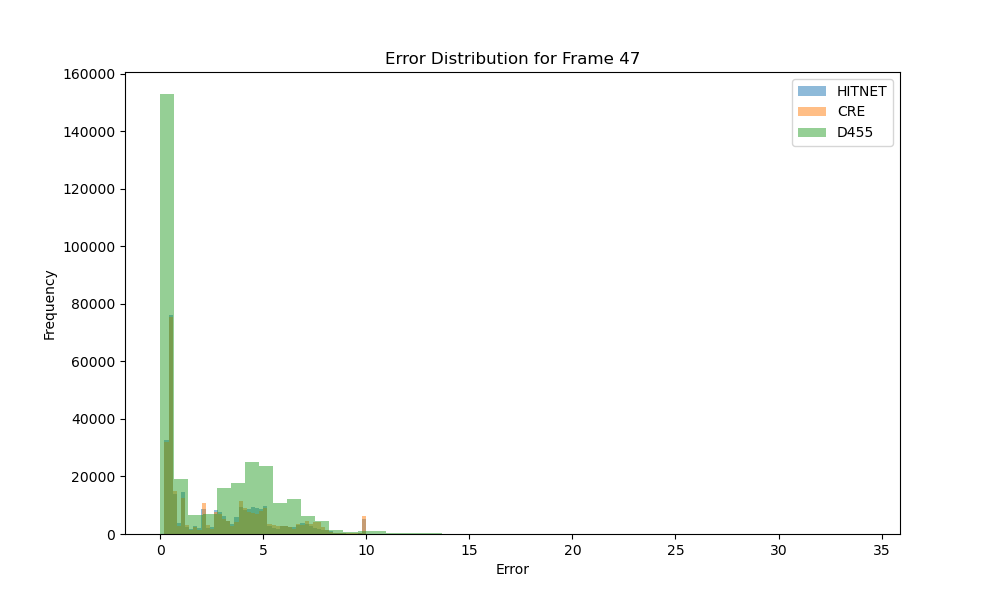 Error Distribution for Frame 47
160000
140000
120000
100000
80000
60000
40000
20000
0
Frequency
HITNET
CRE
D455
0 5 10 15 20 25 30 35
Error